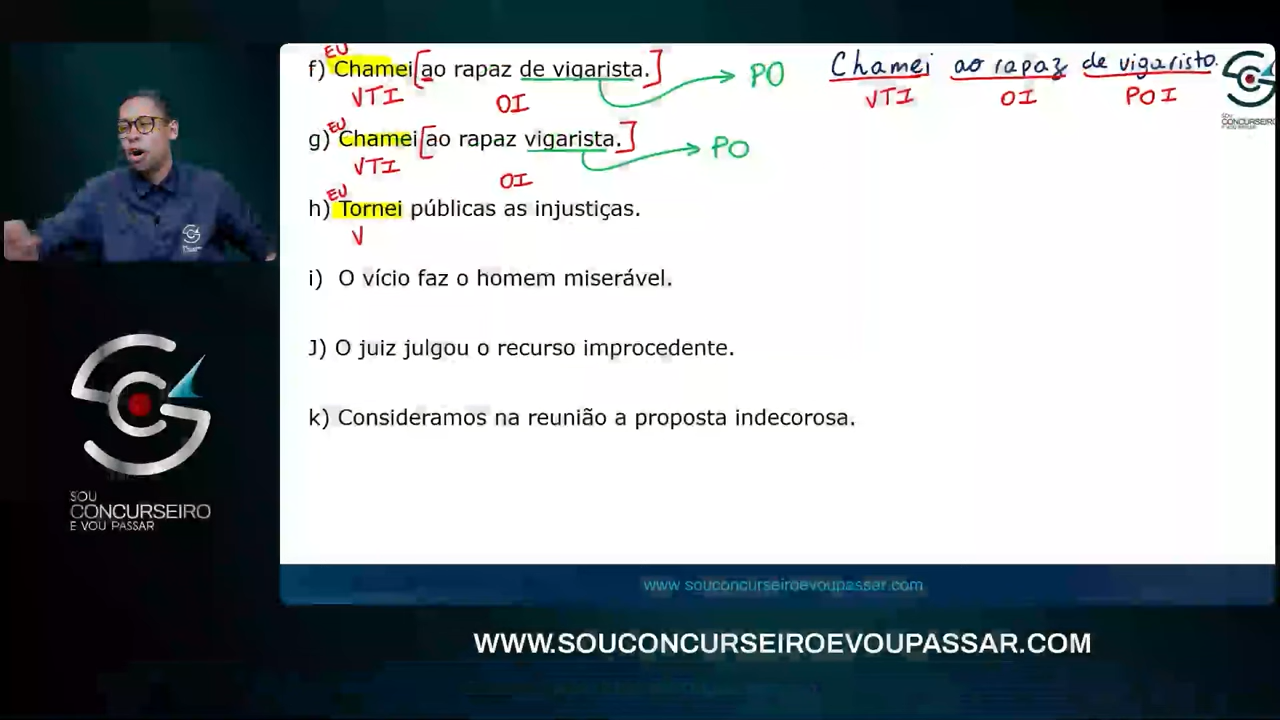 EU
f) Chamei [ao rapaz de vigarista.] → PO Chamei ao rapaz de vigaristo.
VTI OI VTI OI POI
EU
g) Chamei [ao rapaz vigarista.] → PO
VTI OI
EU
h) Tornei públicas as injustiças.
V
i) O vício faz o homem miserável.
J) O juiz julgou o recurso improcedente.
k) Consideramos na reunião a proposta indecorosa.
SOU
CONCURSEIRO
SOU
CONCURSEIRO
E VOU PASSAR
www.souconcurseiroevoupassar.com
WWW.SOUCONCURSEIROEVOUPASSAR.COM